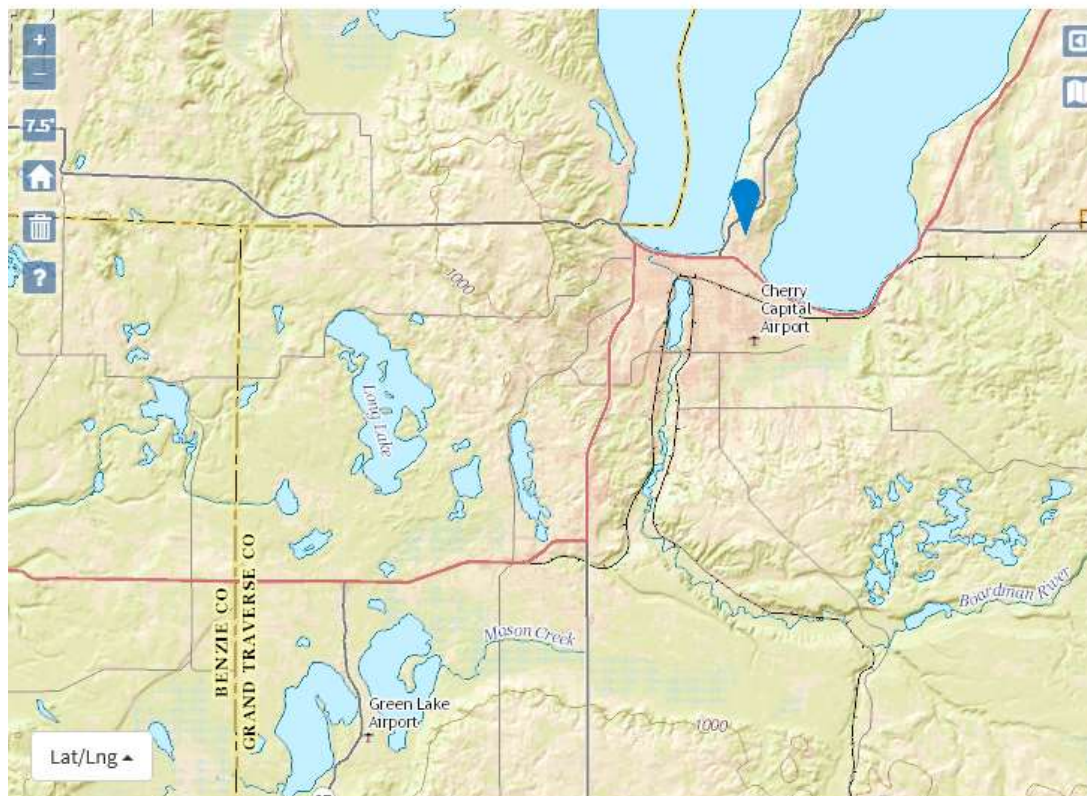 +
−
7.5'
?
1000
Cherry
Capital
Airport
Long Lake
BENZIE CO
GRAND TRAVERSE CO
Boardman River
Mason Creek
Green Lake
Airport
1000
Lat/Lng